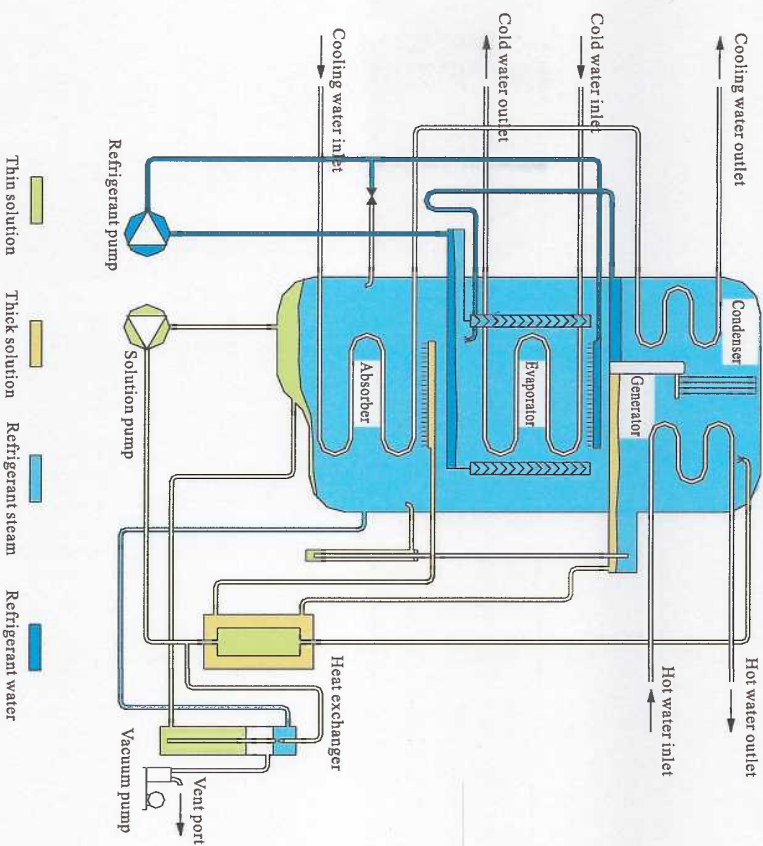 Cooling water inlet
Cold water outlet
Cold water inlet
Cooling water outlet
Condenser
Generator
Evaporator
Absorber
Refrigerant pump
Solution pump
Hot water outlet
Hot water inlet
Heat exchanger
Vacuum pump
Vent port
Thin solution
Thick solution
Refrigerant steam
Refrigerant water